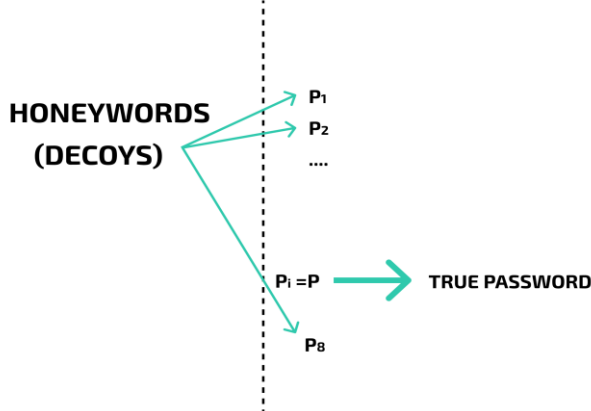 HONEYWORDS
(DECOYS)
P1
P2
....
Pi =P
TRUE PASSWORD
P8